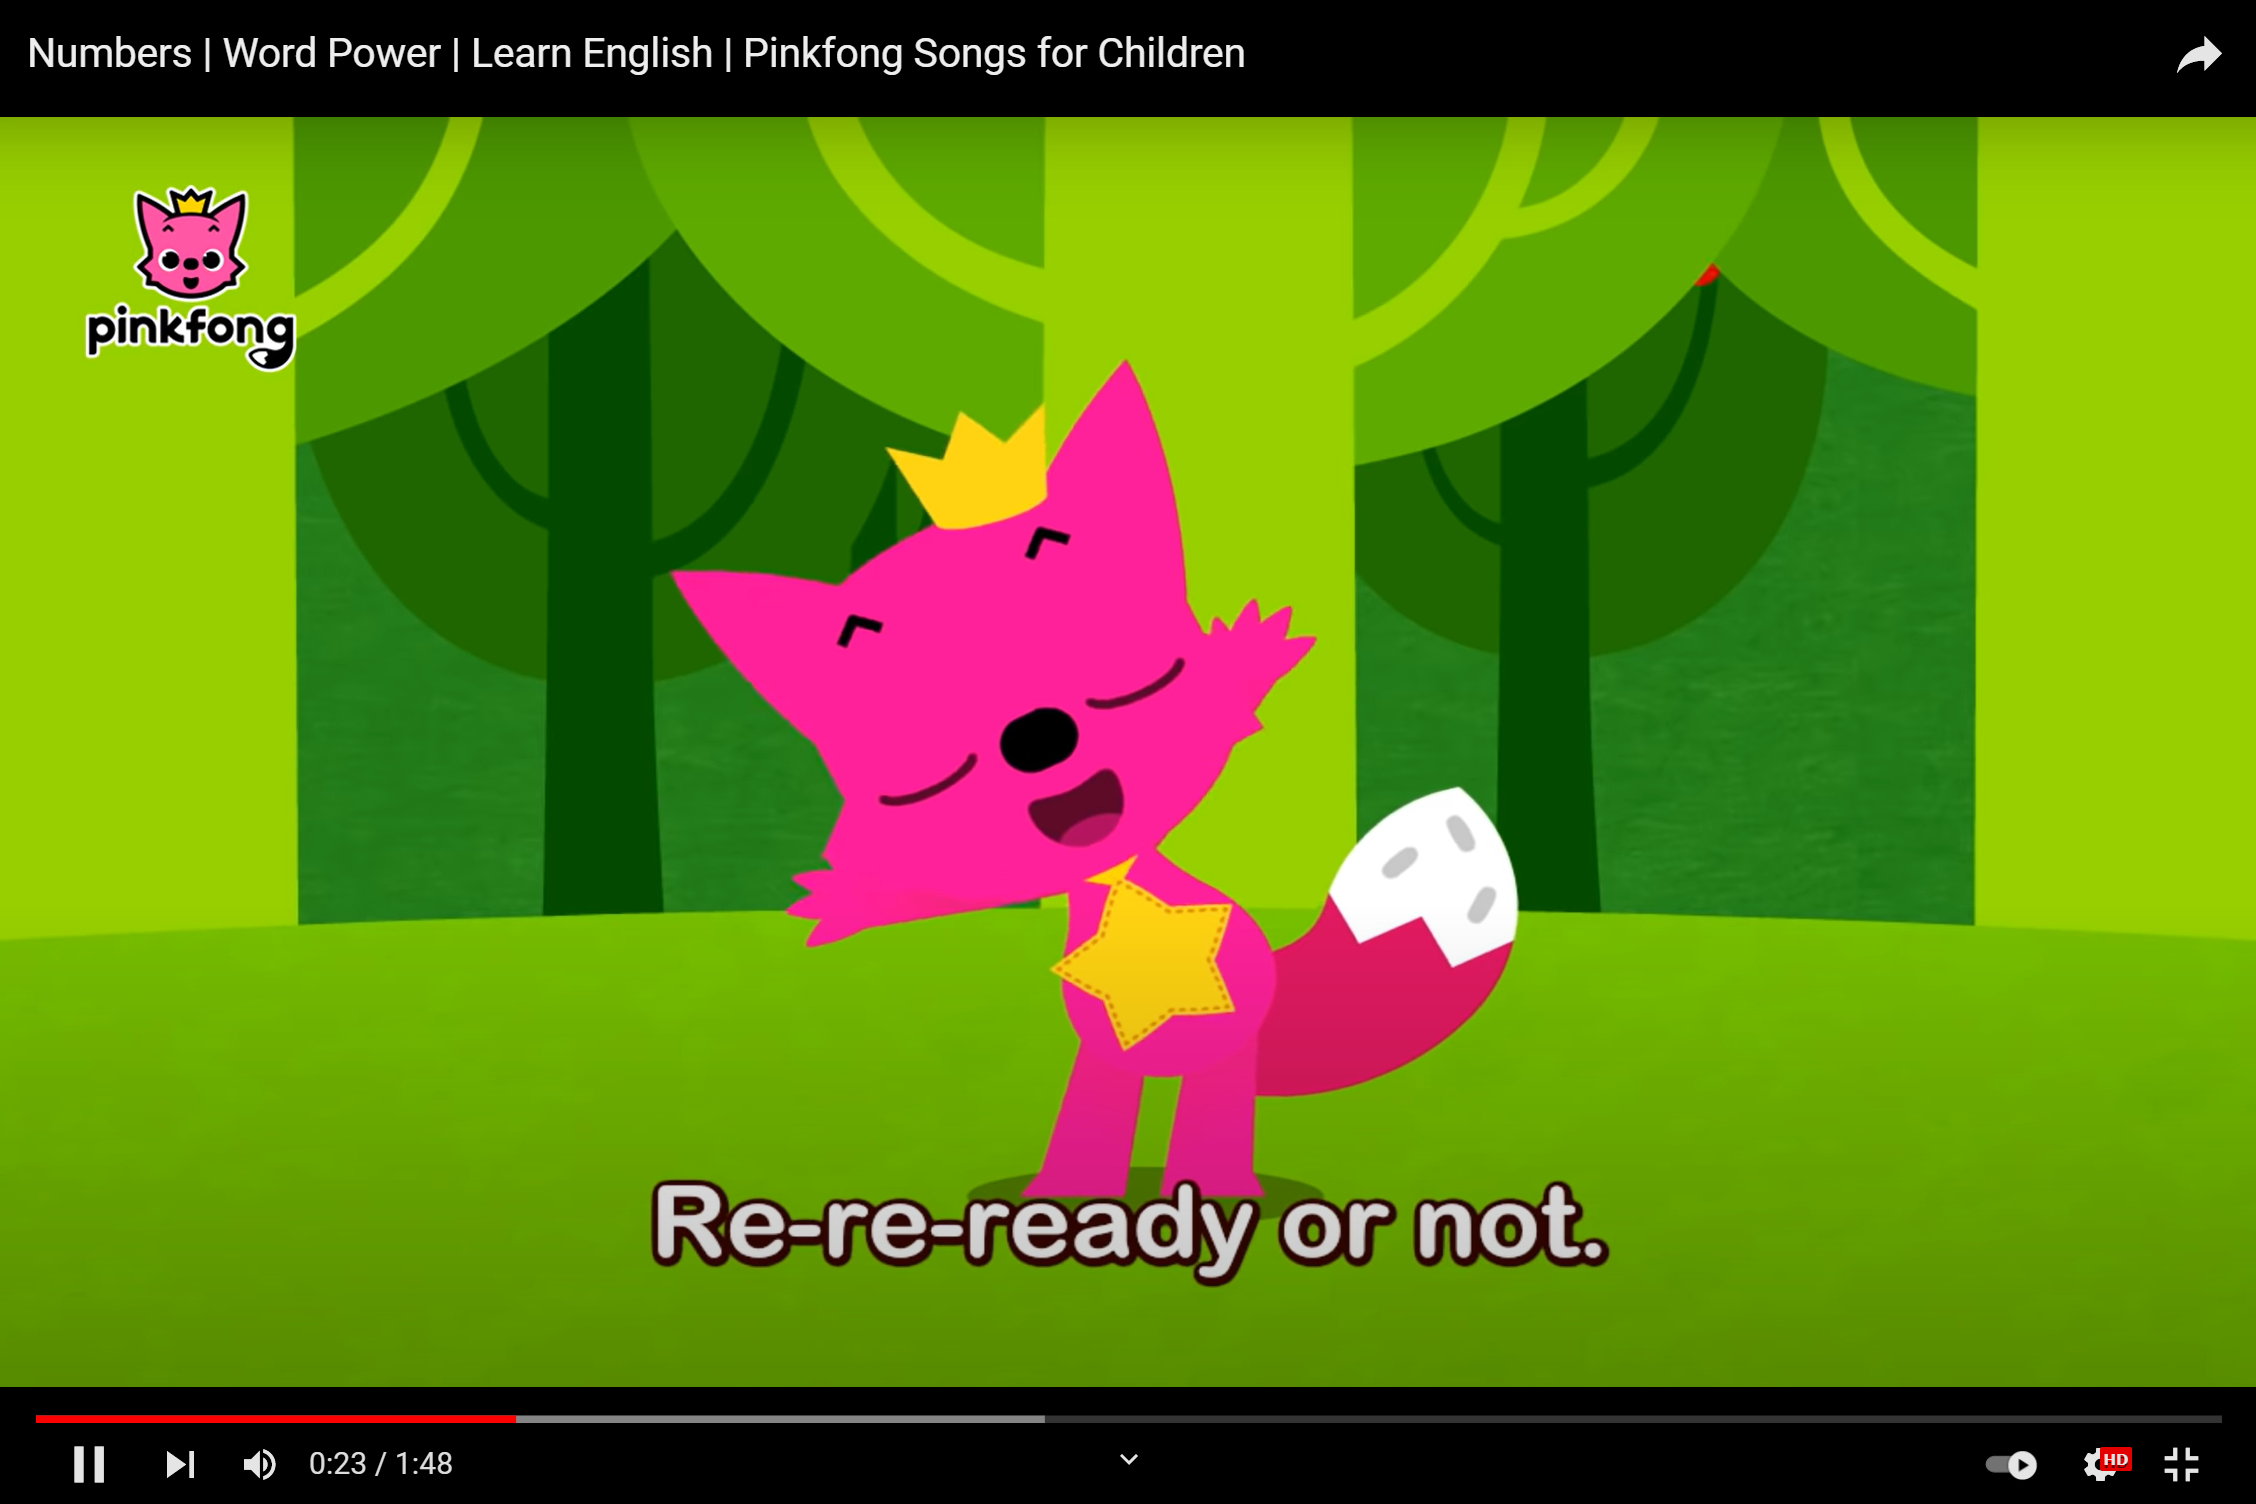 Numbers | Word Power | Learn English | Pinkfong Songs for Children
pinkfong
Re-re-ready or not.
0:23 / 1:48
HD